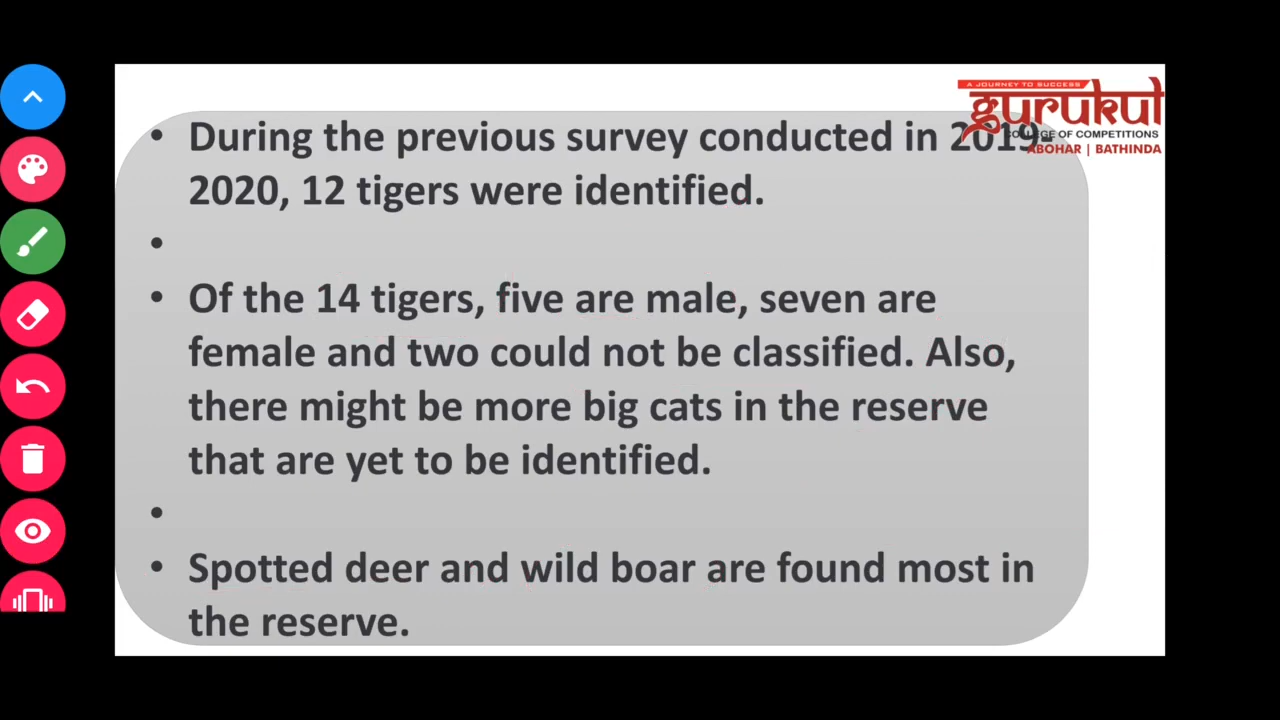 A JOURNEY TO SUCCESS
gurukul
COLLEGE OF COMPETITIONS
ABOHAR | BATHINDA
• During the previous survey conducted in 2019-
2020, 12 tigers were identified.
•
• Of the 14 tigers, five are male, seven are
female and two could not be classified. Also,
there might be more big cats in the reserve
that are yet to be identified.
•
• Spotted deer and wild boar are found most in
the reserve.